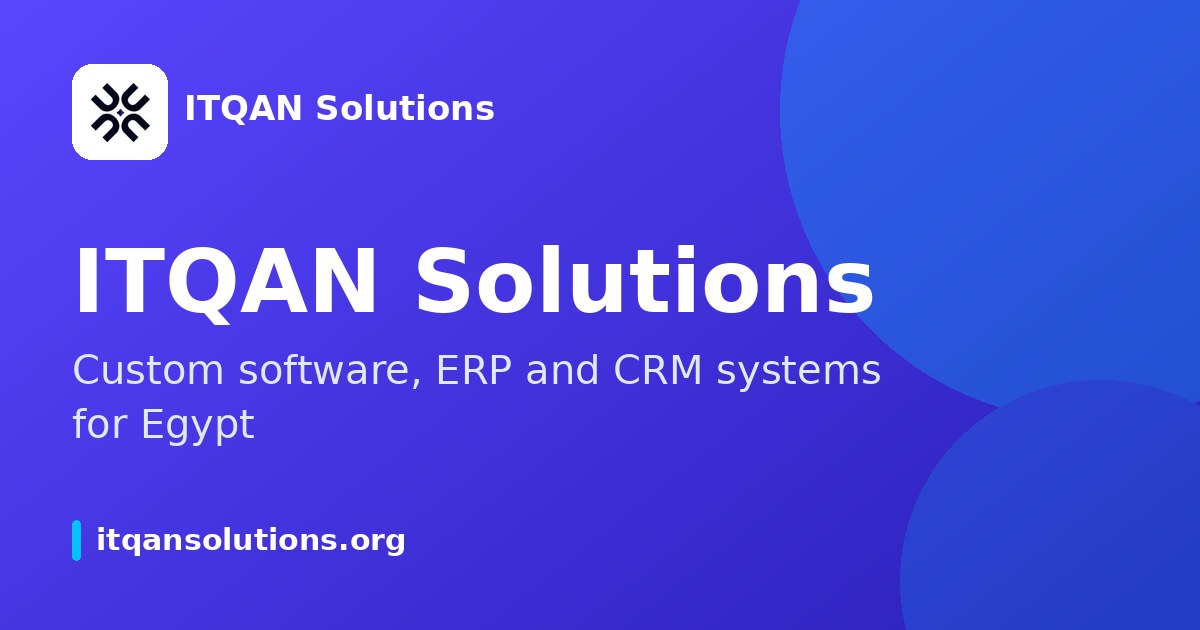 ITQAN Solutions
ITQAN Solutions
Custom software, ERP and CRM systems
for Egypt
itqansolutions.org